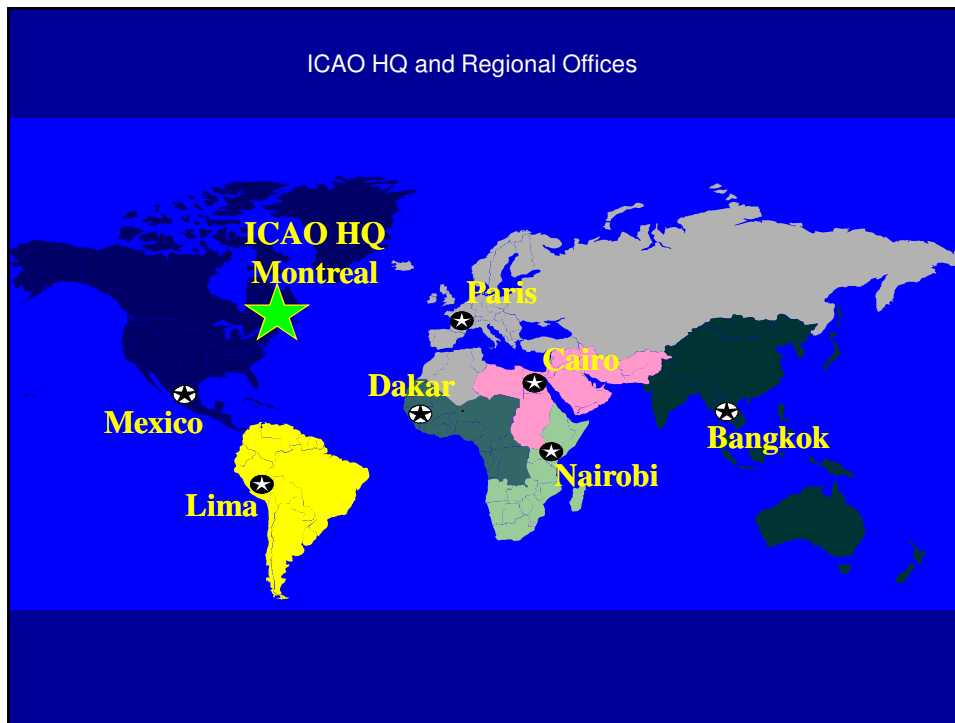 ICAO HQ and Regional Offices
ICAO HQ
Montreal
Paris
Cairo
Dakar
Mexico
Bangkok
Nairobi
Lima